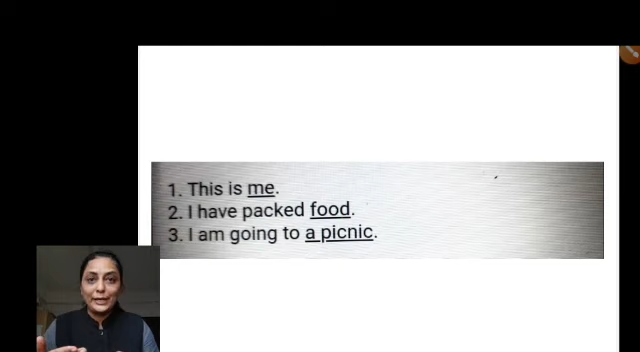 1. This is me.
2. I have packed food.
3. I am going to a picnic.